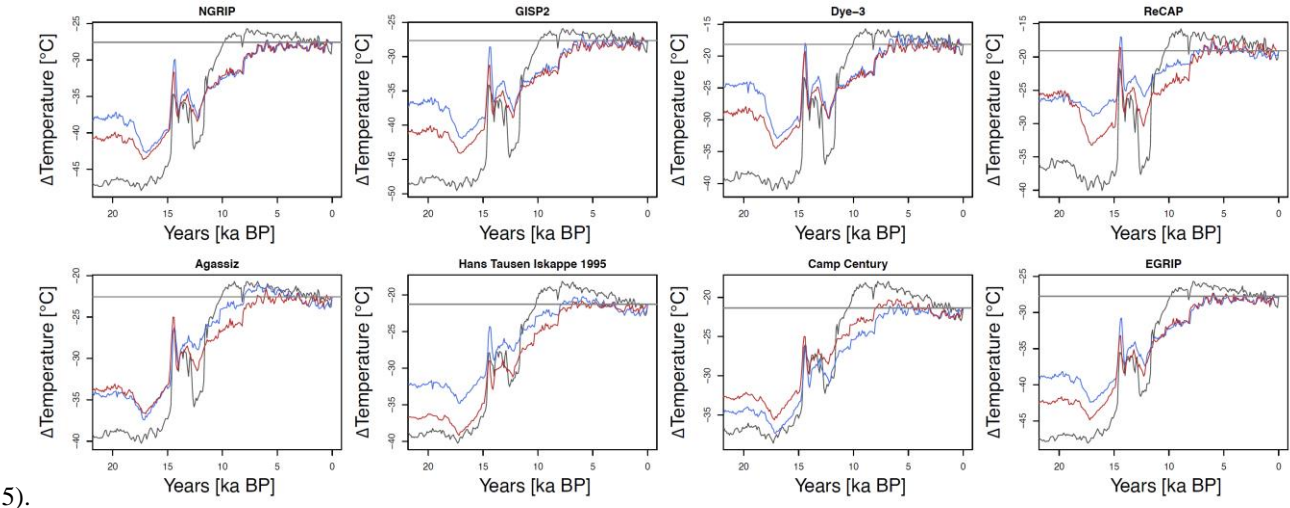 NGRIP
ΔTemperature [°C]
−25
−30
−35
−40
−45
20 15 10 5 0
Years [ka BP]
GISP2
ΔTemperature [°C]
−25
−30
−35
−40
−45
−50
20 15 10 5 0
Years [ka BP]
Dye−3
ΔTemperature [°C]
−15
−20
−25
−30
−35
−40
20 15 10 5 0
Years [ka BP]
ReCAP
ΔTemperature [°C]
−15
−20
−25
−30
−35
−40
20 15 10 5 0
Years [ka BP]
Agassiz
ΔTemperature [°C]
−20
−25
−30
−35
−40
20 15 10 5 0
Years [ka BP]
Hans Tausen Iskappe 1995
ΔTemperature [°C]
−20
−25
−30
−35
−40
20 15 10 5 0
Years [ka BP]
Camp Century
ΔTemperature [°C]
−20
−25
−30
−35
20 15 10 5 0
Years [ka BP]
EGRIP
ΔTemperature [°C]
−25
−30
−35
−40
−45
20 15 10 5 0
Years [ka BP]
5).